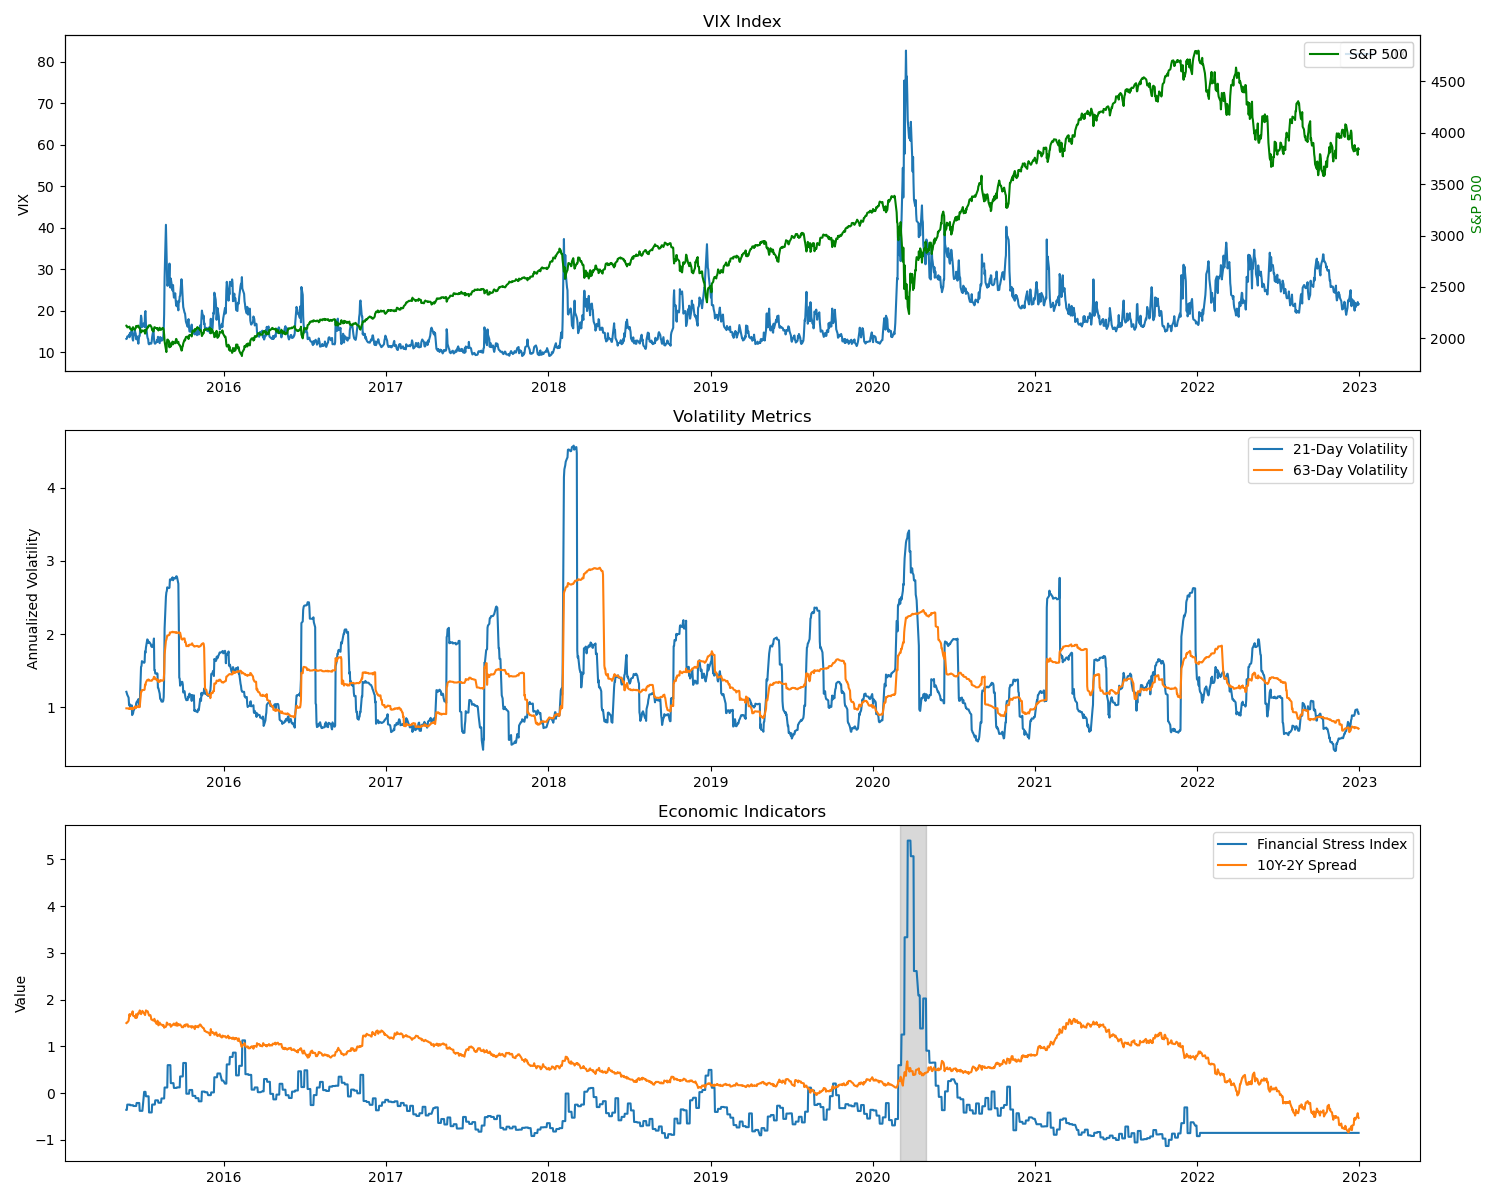 VIX Index
80
70
60
50
40
30
20
10
VIX
4500
4000
3500
3000
2500
2000
S&P 500
S&P 500
2016 2017 2018 2019 2020 2021 2022 2023
Volatility Metrics
4
3
2
1
Annualized Volatility
21-Day Volatility
63-Day Volatility
2016 2017 2018 2019 2020 2021 2022 2023
Economic Indicators
5
4
3
2
1
0
−1
Value
Financial Stress Index
10Y-2Y Spread
2016 2017 2018 2019 2020 2021 2022 2023